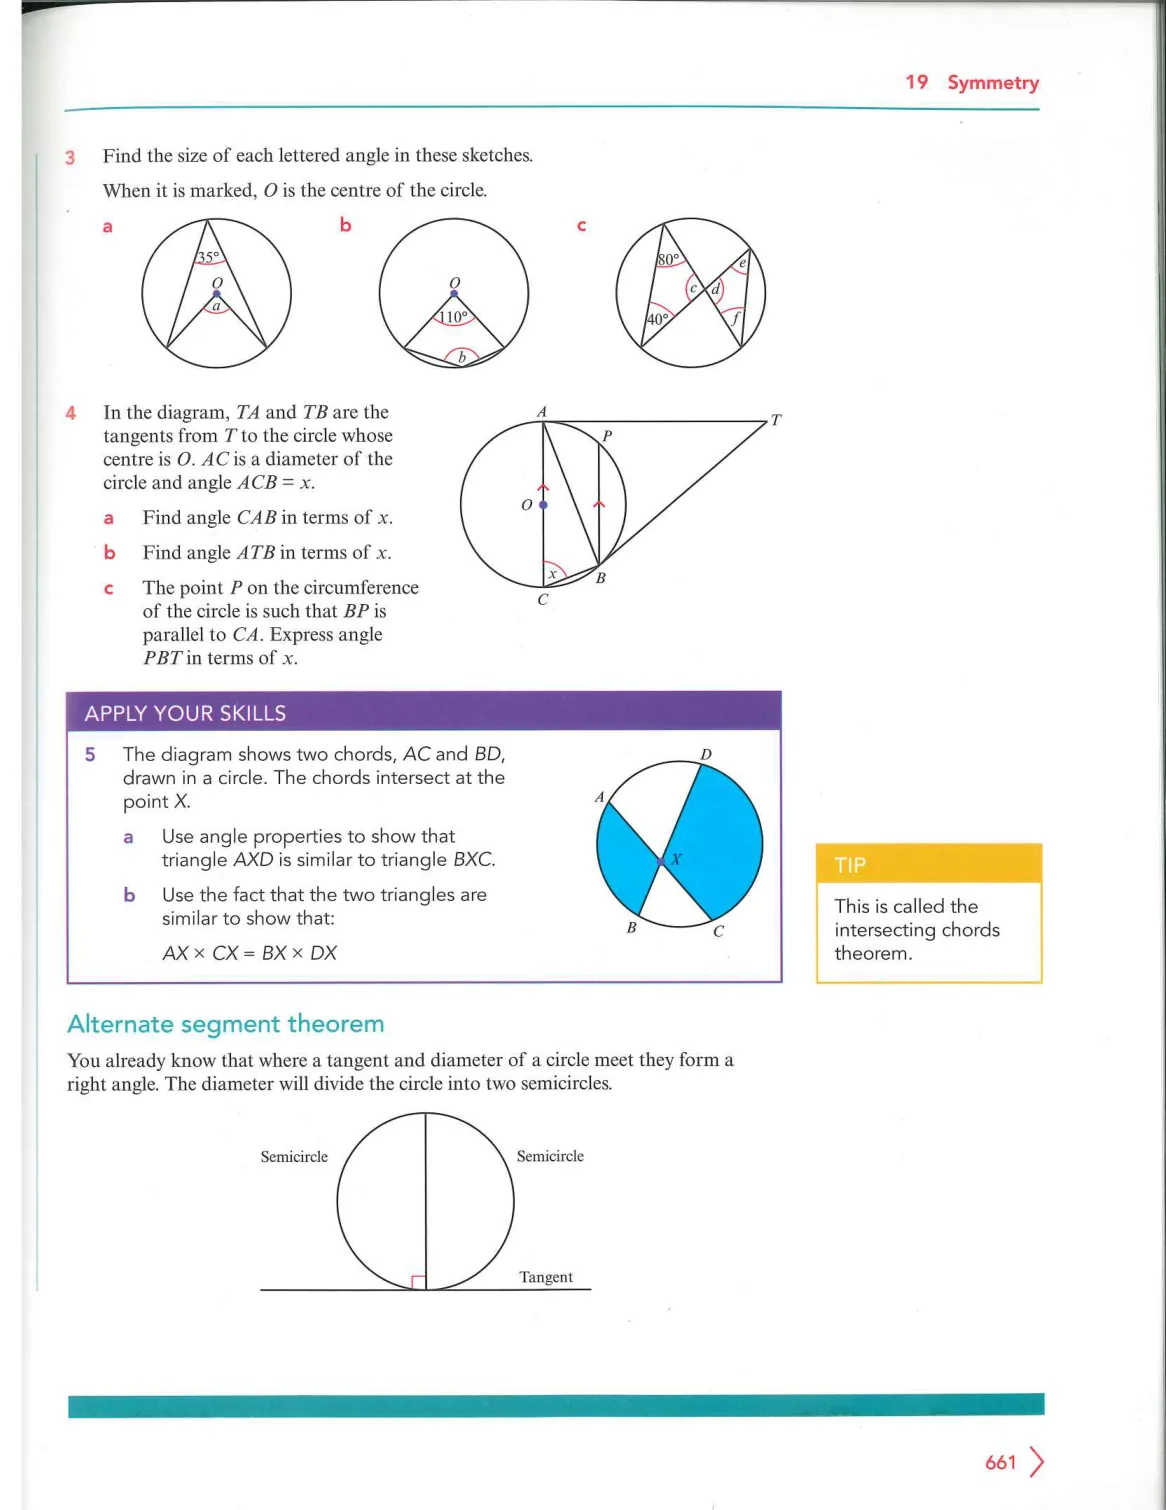 19 Symmetry
3 Find the size of each lettered angle in these sketches.
When it is marked, O is the centre of the circle.
a
35°
O
a
b
O
110°
b
c
80°
40°
c
d
e
f
4 In the diagram, TA and TB are the
tangents from T to the circle whose
centre is O. AC is a diameter of the
circle and angle ACB = x.
a Find angle CAB in terms of x.
b Find angle ATB in terms of x.
c The point P on the circumference
of the circle is such that BP is
parallel to CA. Express angle
PBT in terms of x.
A
P
T
O
x
B
C
APPLY YOUR SKILLS
5 The diagram shows two chords, AC and BD,
drawn in a circle. The chords intersect at the
point X.
a Use angle properties to show that
triangle AXD is similar to triangle BXC.
b Use the fact that the two triangles are
similar to show that:
AX × CX = BX × DX
D
A
X
B
C
TIP
This is called the
intersecting chords
theorem.
Alternate segment theorem
You already know that where a tangent and diameter of a circle meet they form a
right angle. The diameter will divide the circle into two semicircles.
Semicircle
Semicircle
Tangent
661